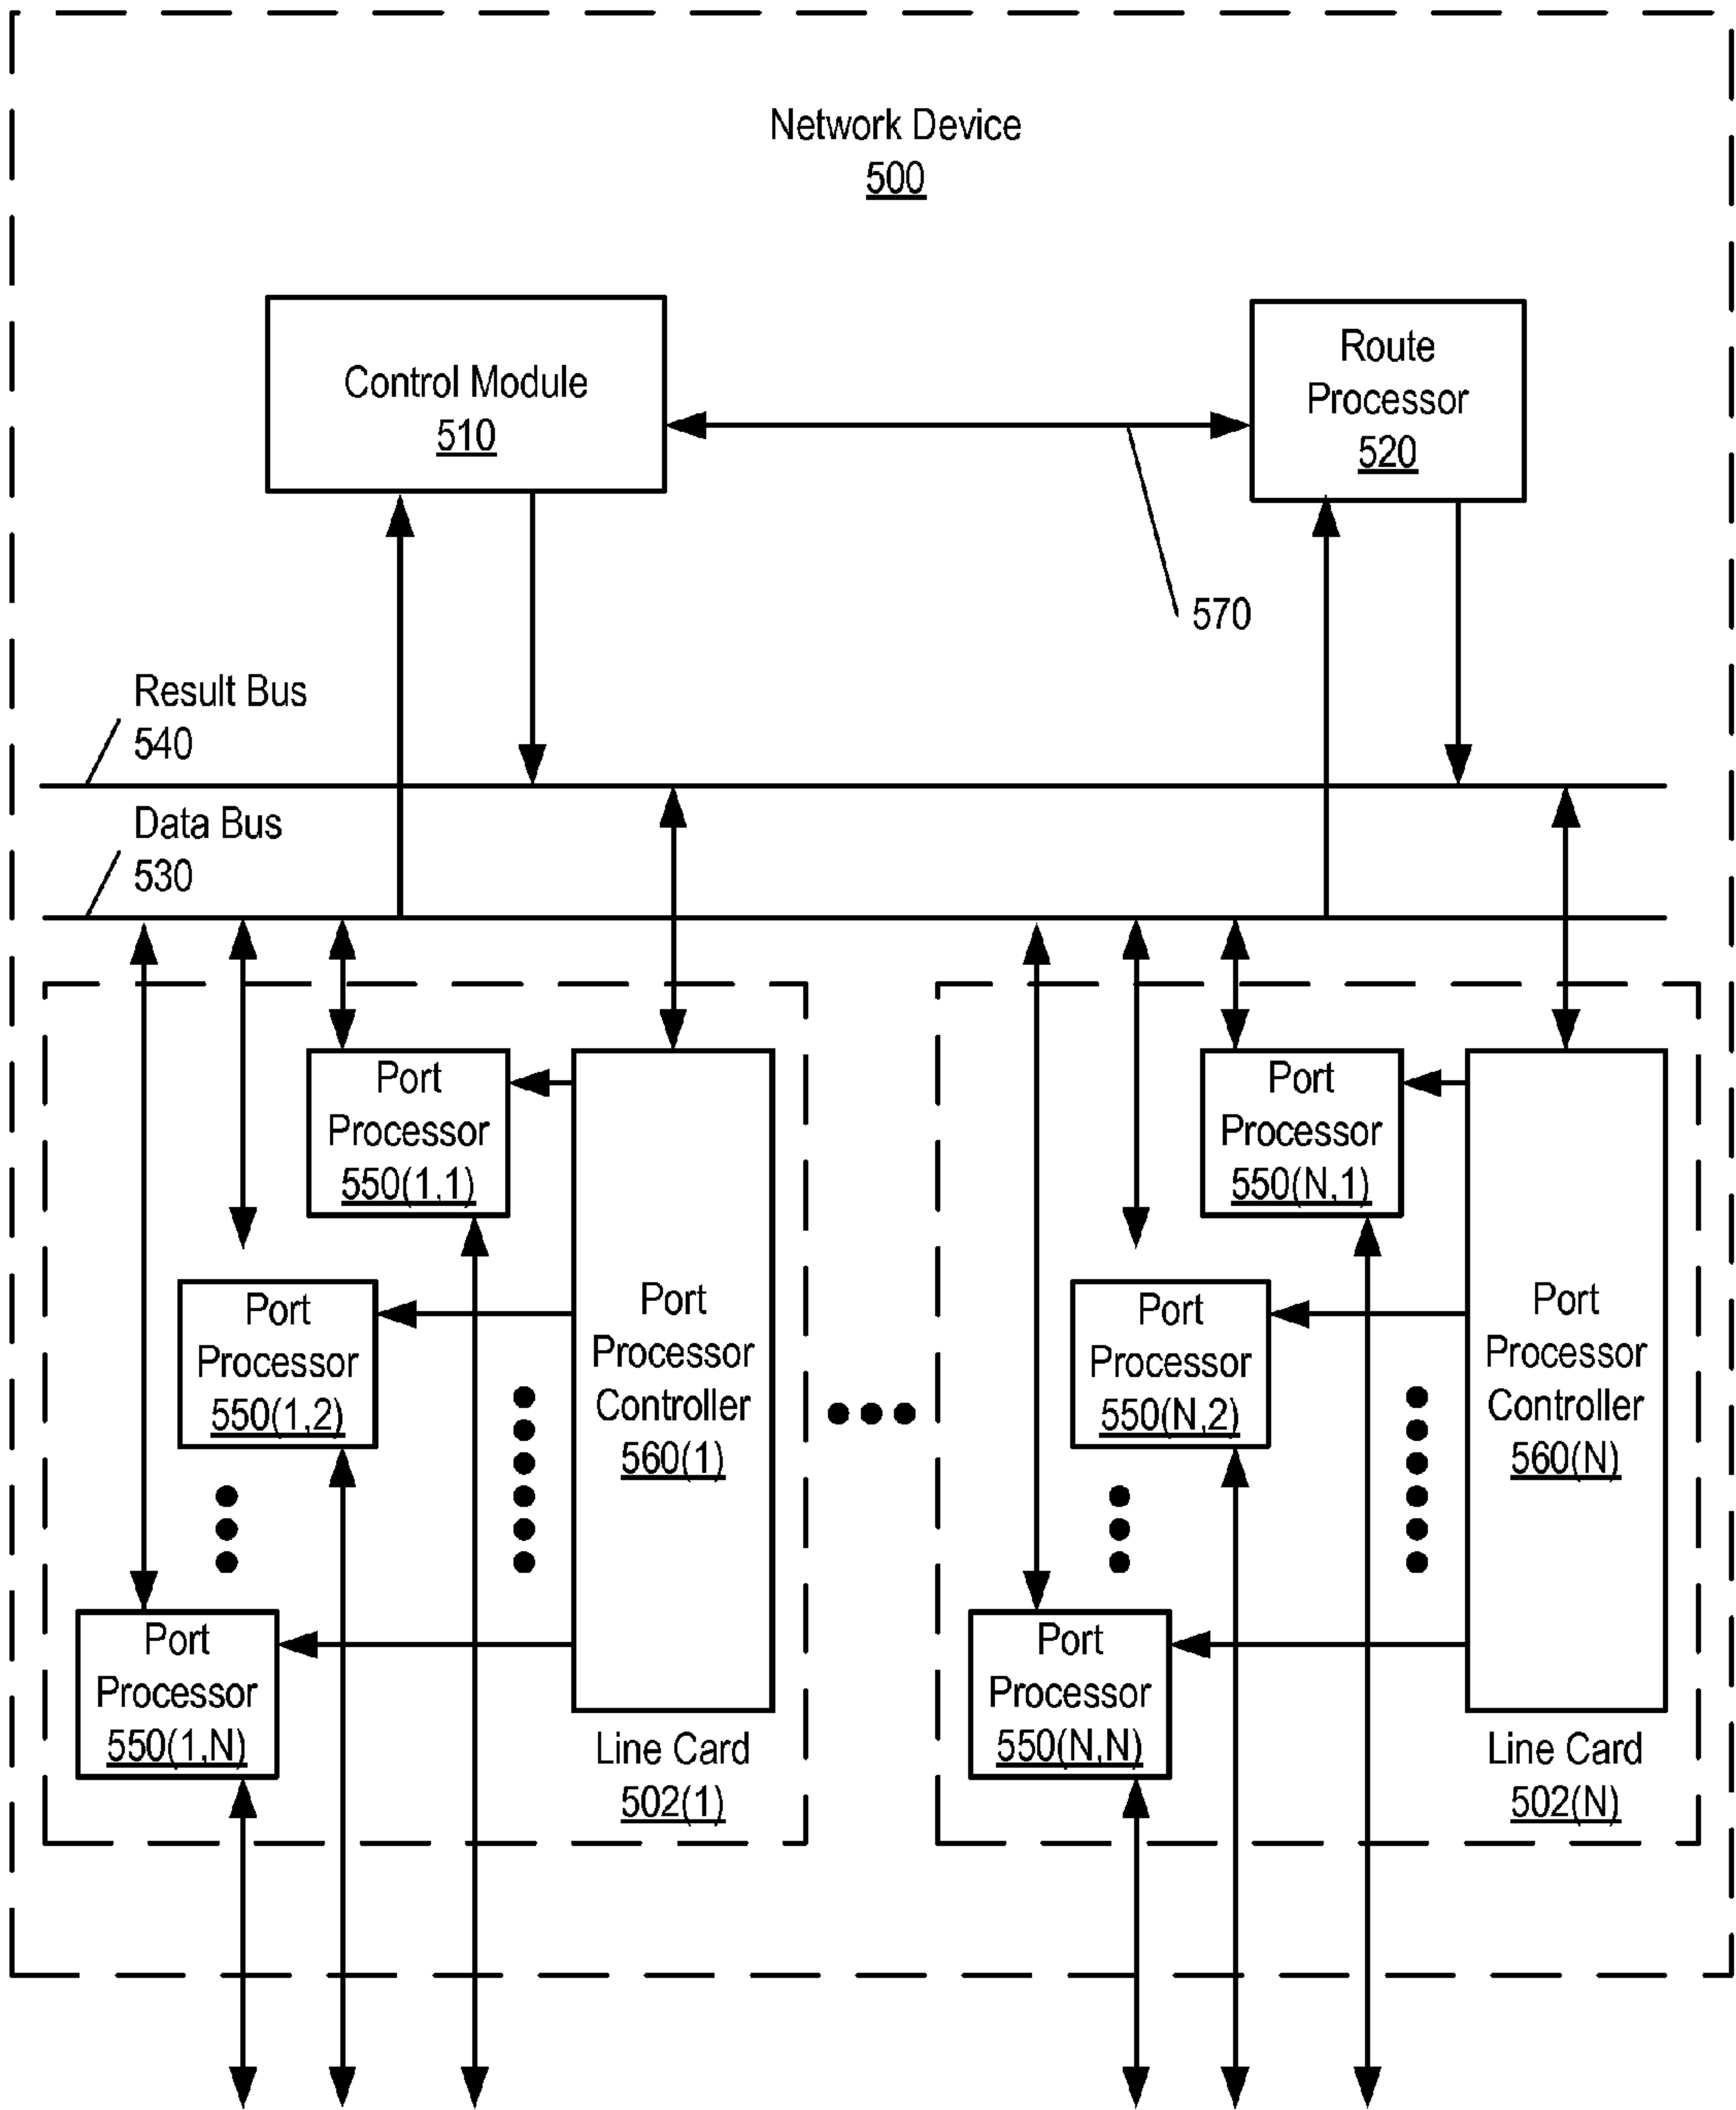 Network Device
500
Control Module
510
Route
Processor
520
570
Result Bus
540
Data Bus
530
Port
Processor
550(1,1)
Port
Processor
550(1,2)
Port
Processor
550(1,N)
Port
Processor
Controller
560(1)
Line Card
502(1)
Port
Processor
550(N,1)
Port
Processor
550(N,2)
Port
Processor
550(N,N)
Port
Processor
Controller
560(N)
Line Card
502(N)